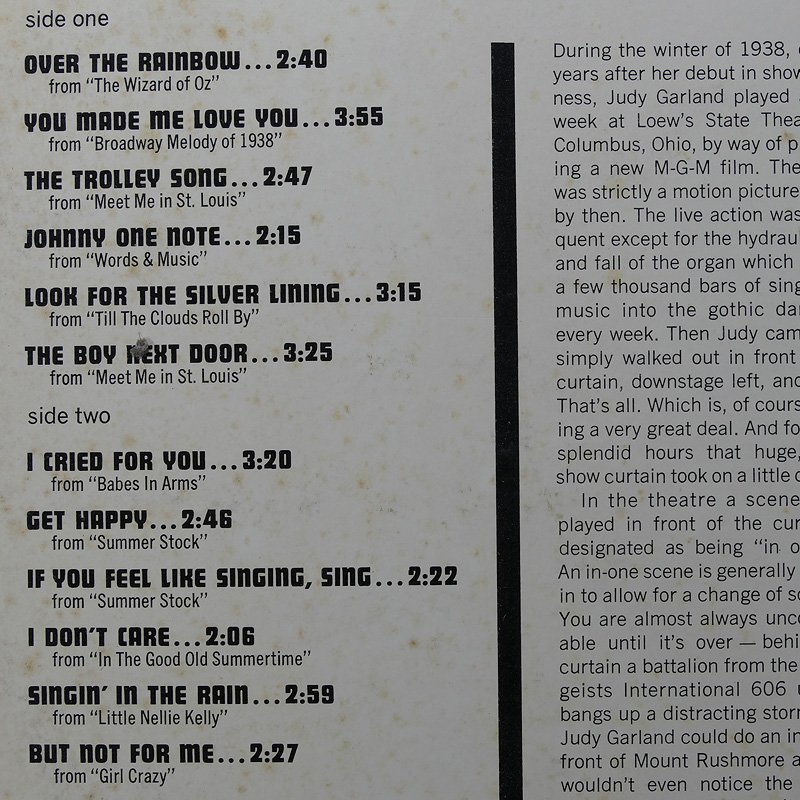 side one
OVER THE RAINBOW...2:40
from "The Wizard of Oz"
YOU MADE ME LOVE YOU...3:55
from "Broadway Melody of 1938"
THE TROLLEY SONG...2:47
from "Meet Me in St. Louis"
JOHNNY ONE NOTE...2:15
from "Words & Music"
LOOK FOR THE SILVER LINING...3:15
from "Till The Clouds Roll By"
THE BOY NEXT DOOR...3:25
from "Meet Me in St. Louis"
side two
I CRIED FOR YOU...3:20
from "Babes In Arms"
GET HAPPY...2:46
from "Summer Stock"
IF YOU FEEL LIKE SINGING, SING...2:22
from "Summer Stock"
I DON'T CARE...2:06
from "In The Good Old Summertime"
SINGIN' IN THE RAIN...2:59
from "Little Nellie Kelly"
BUT NOT FOR ME...2:27
from "Girl Crazy"
During the winter of 1938,
years after her debut in show
ness, Judy Garland played
week at Loew's State Thea
Columbus, Ohio, by way of p
ing a new M-G-M film. The
was strictly a motion picture
by then. The live action was
quent except for the hydrau
and fall of the organ which
a few thousand bars of sing
music into the gothic da
every week. Then Judy cam
simply walked out in front
curtain, downstage left, and
That's all. Which is, of cours
ing a very great deal. And fo
splendid hours that huge,
show curtain took on a little
In the theatre a scene
played in front of the cur
designated as being "in o
An in-one scene is generally
in to allow for a change of s
You are almost always unco
able until it's over — behi
curtain a battalion from the
geists International 606
bangs up a distracting stor
Judy Garland could do an in
front of Mount Rushmore a
wouldn't even notice the